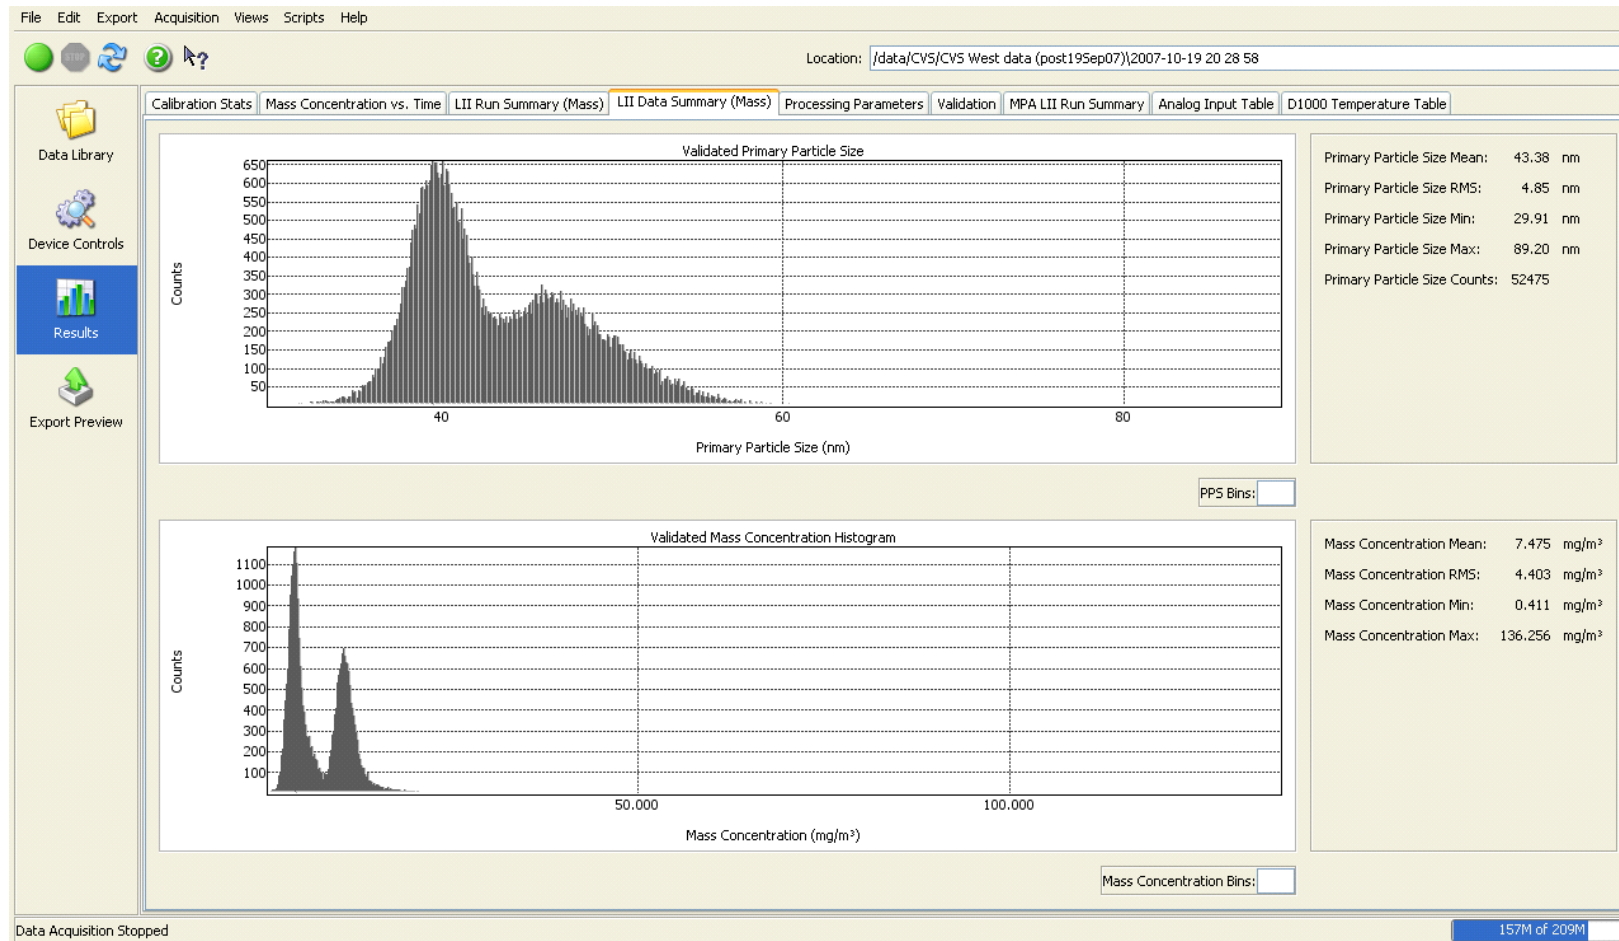 File Edit Export Acquisition Views Scripts Help
STOP ? ?
Location: /data/CVS/CVS West data (post19Sep07)\2007-10-19 20 28 58
Data Library
Device Controls
Results
Export Preview
Calibration Stats Mass Concentration vs. Time LII Run Summary (Mass) LII Data Summary (Mass) Processing Parameters Validation MPA LII Run Summary Analog Input Table D1000 Temperature Table
Validated Primary Particle Size
650
600
550
500
450
400
350
300
250
200
150
100
50
Counts
40 60 80
Primary Particle Size (nm)
Primary Particle Size Mean: 43.38 nm
Primary Particle Size RMS: 4.85 nm
Primary Particle Size Min: 29.91 nm
Primary Particle Size Max: 89.20 nm
Primary Particle Size Counts: 52475
PPS Bins:
Validated Mass Concentration Histogram
1100
1000
900
800
700
600
500
400
300
200
100
Counts
50.000 100.000
Mass Concentration (mg/m³)
Mass Concentration Mean: 7.475 mg/m³
Mass Concentration RMS: 4.403 mg/m³
Mass Concentration Min: 0.411 mg/m³
Mass Concentration Max: 136.256 mg/m³
Mass Concentration Bins:
Data Acquisition Stopped
157M of 209M